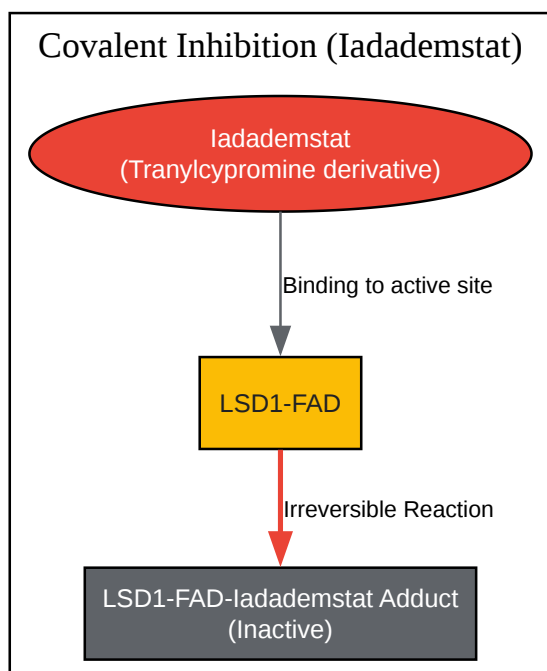 Covalent Inhibition (Iadademstat)
Iadademstat
(Tranylcypromine derivative)
Binding to active site
LSD1-FAD
Irreversible Reaction
LSD1-FAD-Iadademstat Adduct
(Inactive)